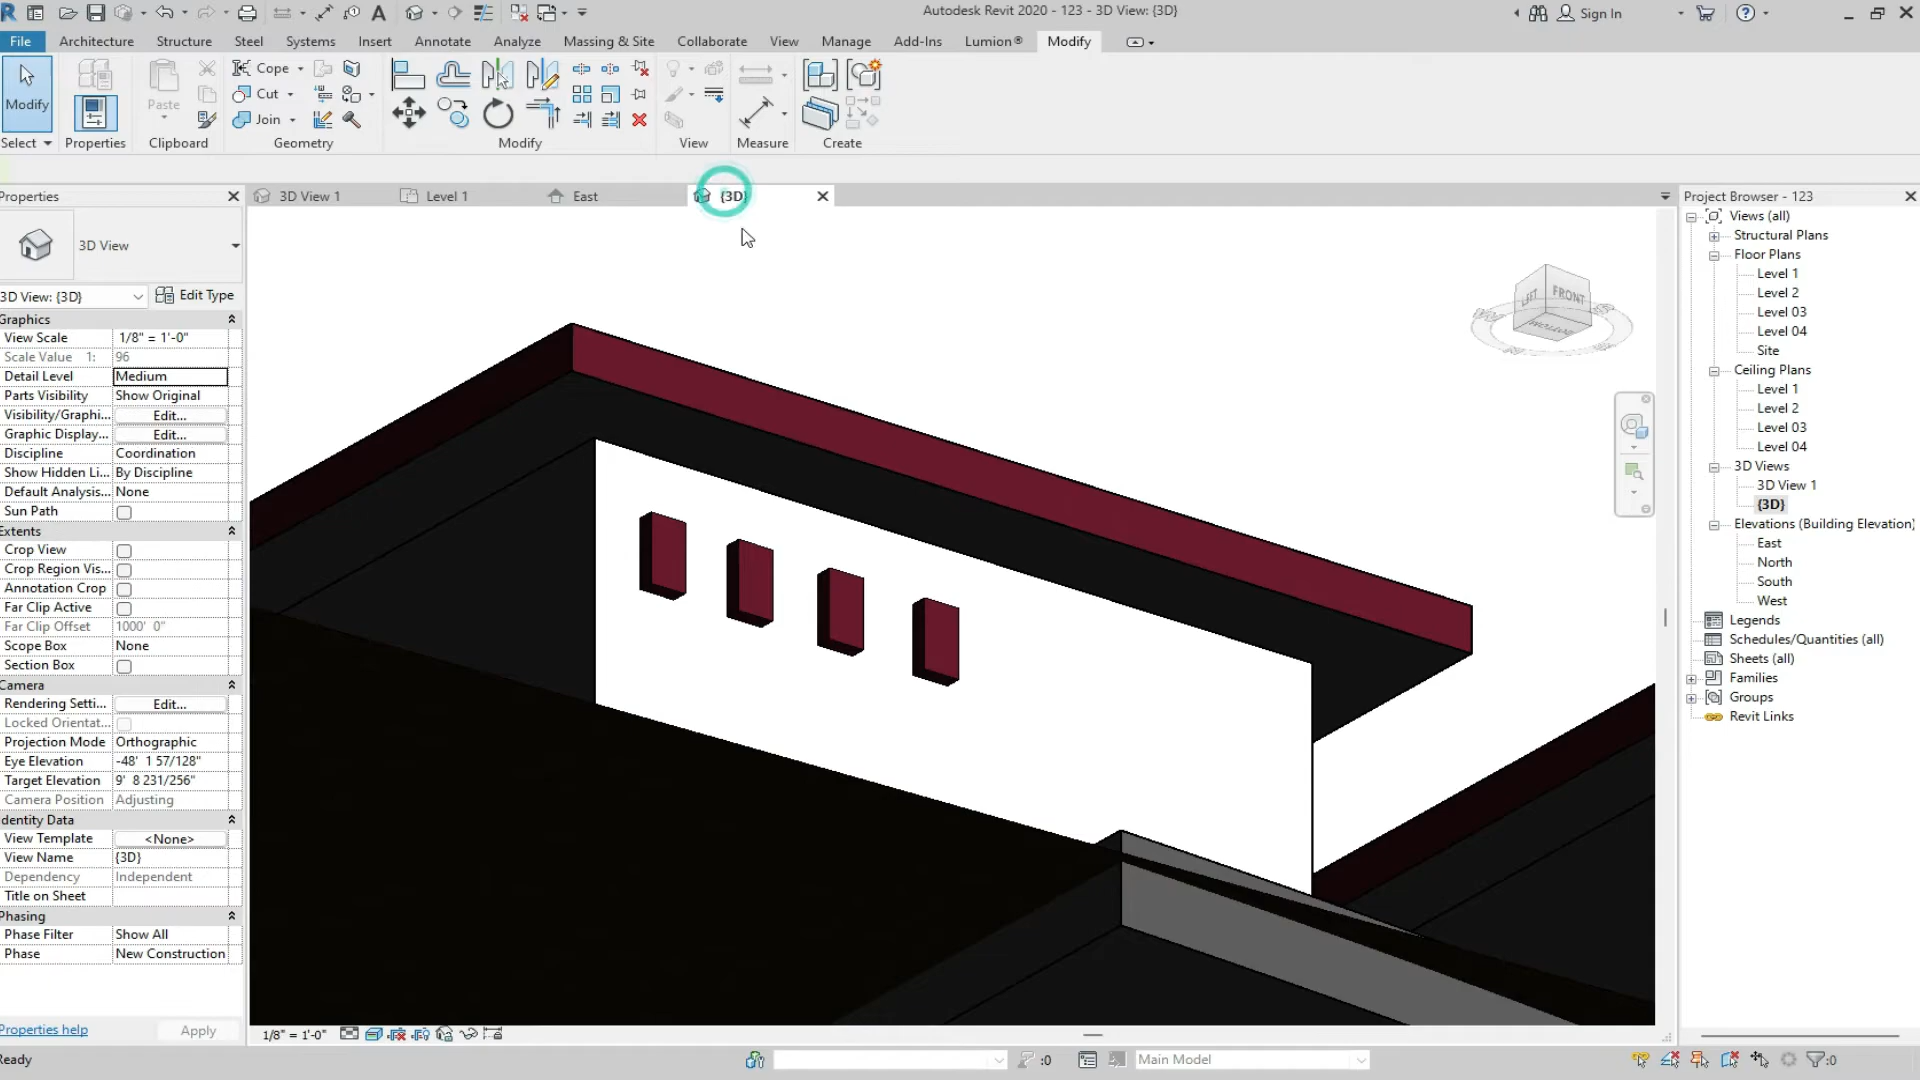 Autodesk Revit 2020 - 123 - 3D View: {3D}
Sign In
File Architecture Structure Steel Systems Insert Annotate Analyze Massing & Site Collaborate View Manage Add-Ins Lumion® Modify
Modify
Paste
Cope
Cut
Join
Select Properties Clipboard Geometry Modify View Measure Create
Properties
3D View 1
Level 1
East
{3D}
Project Browser - 123
3D View
3D View: {3D}
Edit Type
Graphics
View Scale 1/8" = 1'-0"
Scale Value 1: 96
Detail Level Medium
Parts Visibility Show Original
Visibility/Graphi... Edit...
Graphic Display... Edit...
Discipline Coordination
Show Hidden Li... By Discipline
Default Analysis... None
Sun Path
Extents
Crop View
Crop Region Vis...
Annotation Crop
Far Clip Active
Far Clip Offset 1000' 0"
Scope Box None
Section Box
Camera
Rendering Setti... Edit...
Locked Orientat...
Projection Mode Orthographic
Eye Elevation -48' 1 57/128"
Target Elevation 9' 8 231/256"
Camera Position Adjusting
dentity Data
View Template <None>
View Name {3D}
Dependency Independent
Title on Sheet
Phasing
Phase Filter Show All
Phase New Construction
Properties help
Apply
LEFT
FRONT
BOTTOM
Views (all)
Structural Plans
Floor Plans
Level 1
Level 2
Level 03
Level 04
Site
Ceiling Plans
Level 1
Level 2
Level 03
Level 04
3D Views
3D View 1
{3D}
Elevations (Building Elevation)
East
North
South
West
Legends
Schedules/Quantities (all)
Sheets (all)
Families
Groups
Revit Links
1/8" = 1'-0"
Ready
:0
Main Model
:0